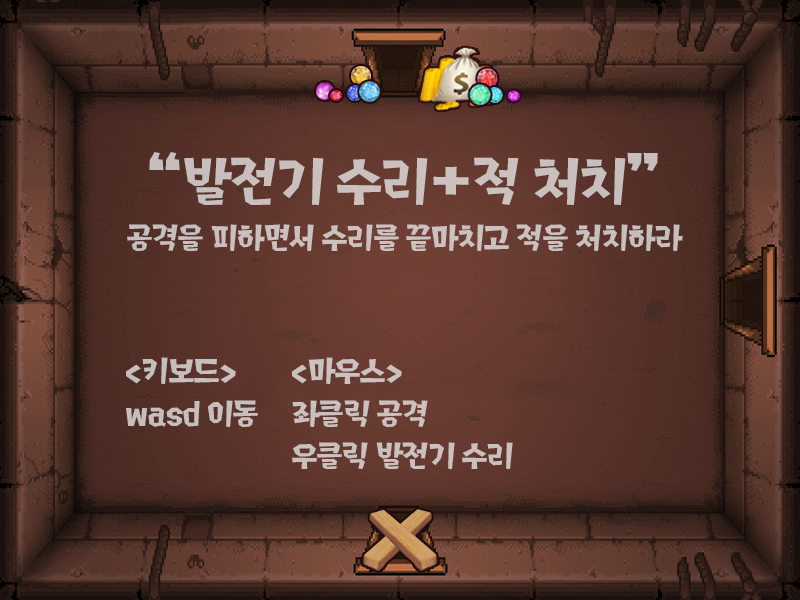 “발전기 수리+적 처치”
공격을 피하면서 수리를 끝마치고 적을 처치하라
<키보드> <마우스>
wasd 이동 좌클릭 공격
우클릭 발전기 수리
$